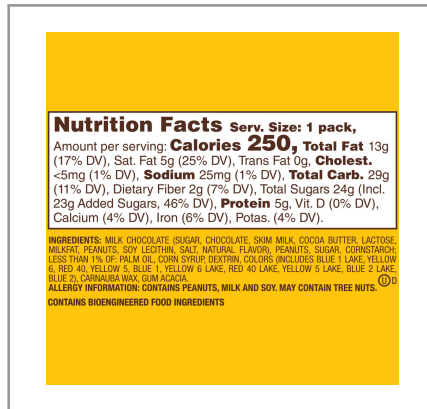 Nutrition Facts Serv. Size: 1 pack,
Amount per serving: Calories 250, Total Fat 13g
(17% DV), Sat. Fat 5g (25% DV), Trans Fat 0g, Cholest.
<5mg (1% DV), Sodium 25mg (1% DV), Total Carb. 29g
(11% DV), Dietary Fiber 2g (7% DV), Total Sugars 24g (Incl.
23g Added Sugars, 46% DV), Protein 5g, Vit. D (0% DV),
Calcium (4% DV), Iron (6% DV), Potas. (4% DV).
INGREDIENTS: MILK CHOCOLATE (SUGAR, CHOCOLATE, SKIM MILK, COCOA BUTTER, LACTOSE,
MILKFAT, PEANUTS, SOY LECITHIN, SALT, NATURAL FLAVOR), PEANUTS, SUGAR, CORNSTARCH;
LESS THAN 1% OF: PALM OIL, CORN SYRUP, DEXTRIN, COLORS (INCLUDES BLUE 1 LAKE, YELLOW
6, RED 40, YELLOW 5, BLUE 1, YELLOW 6 LAKE, RED 40 LAKE, YELLOW 5 LAKE, BLUE 2 LAKE,
BLUE 2), CARNAUBA WAX, GUM ACACIA.
U D
ALLERGY INFORMATION: CONTAINS PEANUTS, MILK AND SOY. MAY CONTAIN TREE NUTS.
CONTAINS BIOENGINEERED FOOD INGREDIENTS